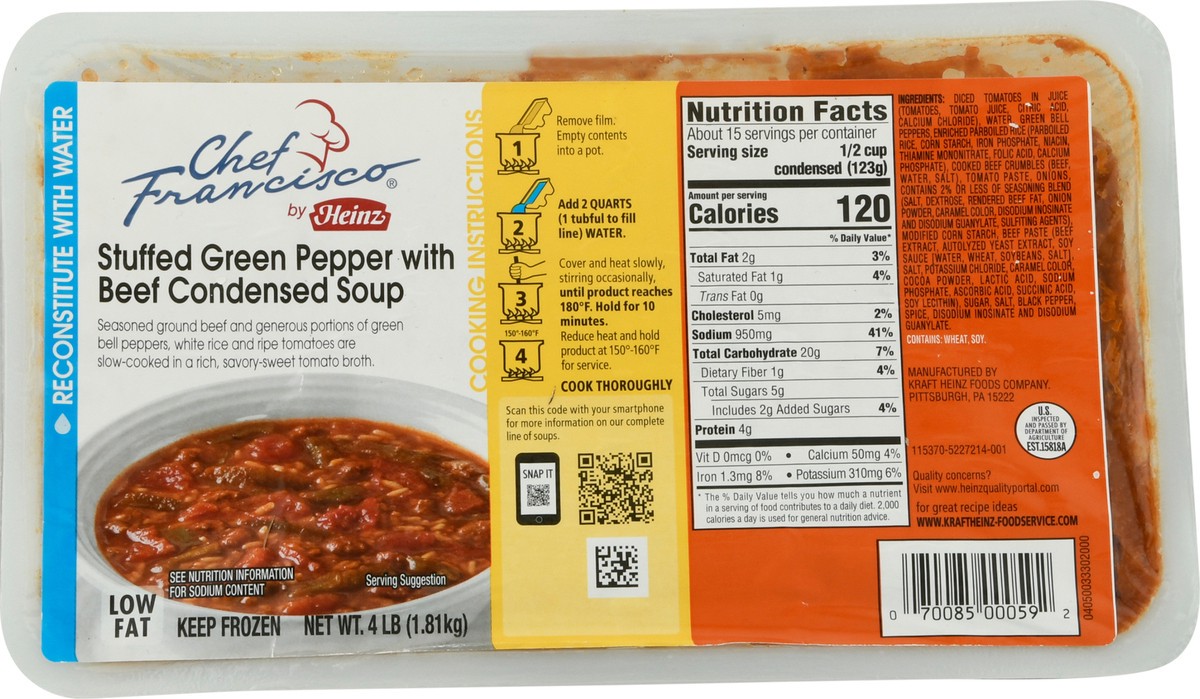 RECONSTITUTE WITH WATER
Chef
Francisco®
by Heinz
Stuffed Green Pepper with
Beef Condensed Soup
Seasoned ground beef and generous portions of green
bell peppers, white rice and ripe tomatoes are
slow-cooked in a rich, savory-sweet tomato broth.
SEE NUTRITION INFORMATION
FOR SODIUM CONTENT
Serving Suggestion
LOW
FAT
KEEP FROZEN
NET WT. 4 LB (1.81kg)
COOKING INSTRUCTIONS
1
Remove film.
Empty contents
into a pot.
2
Add 2 QUARTS
(1 tubful to fill
line) WATER.
3
Cover and heat slowly,
stirring occasionally,
until product reaches
180°F. Hold for 10
minutes.
150°-160°F
4
Reduce heat and hold
product at 150°-160°F
for service.
COOK THOROUGHLY
Scan this code with your smartphone
for more information on our complete
line of soups.
SNAP IT
Nutrition Facts
About 15 servings per container
Serving size 1/2 cup
condensed (123g)
Amount per serving
Calories 120
% Daily Value*
Total Fat 2g 3%
Saturated Fat 1g 4%
Trans Fat 0g
Cholesterol 5mg 2%
Sodium 950mg 41%
Total Carbohydrate 20g 7%
Dietary Fiber 1g 4%
Total Sugars 5g
Includes 2g Added Sugars 4%
Protein 4g
Vit D 0mcg 0% • Calcium 50mg 4%
Iron 1.3mg 8% • Potassium 310mg 6%
* The % Daily Value tells you how much a nutrient
in a serving of food contributes to a daily diet. 2,000
calories a day is used for general nutrition advice.
INGREDIENTS: DICED TOMATOES IN JUICE
(TOMATOES, TOMATO JUICE, CITRIC ACID,
CALCIUM CHLORIDE), WATER, GREEN BELL
PEPPERS, ENRICHED PARBOILED RICE (PARBOILED
RICE, CORN STARCH, IRON PHOSPHATE, NIACIN,
THIAMINE MONONITRATE, FOLIC ACID, CALCIUM
PHOSPHATE), COOKED BEEF CRUMBLES (BEEF,
WATER, SALT), TOMATO PASTE, ONIONS,
CONTAINS 2% OR LESS OF SEASONING BLEND
(SALT, DEXTROSE, RENDERED BEEF FAT, ONION
POWDER, CARAMEL COLOR, DISODIUM INOSINATE
AND DISODIUM GUANYLATE, SULFITING AGENTS),
MODIFIED CORN STARCH, BEEF PASTE (BEEF
EXTRACT, AUTOLYZED YEAST EXTRACT, SOY
SAUCE [WATER, WHEAT, SOYBEANS, SALT],
SALT, POTASSIUM CHLORIDE, CARAMEL COLOR,
COCOA POWDER, LACTIC ACID, SODIUM
PHOSPHATE, ASCORBIC ACID, SUCCINIC ACID,
SOY LECITHIN), SUGAR, SALT, BLACK PEPPER,
SPICE, DISODIUM INOSINATE AND DISODIUM
GUANYLATE.
CONTAINS: WHEAT, SOY.
MANUFACTURED BY
KRAFT HEINZ FOODS COMPANY.
PITTSBURGH, PA 15222
U.S.
INSPECTED
AND PASSED BY
DEPARTMENT OF
AGRICULTURE
EST.15818A
115370-5227214-001
Quality concerns?
Visit www.heinzqualityportal.com
for great recipe ideas
WWW.KRAFTHEINZ-FOODSERVICE.COM
0 70085 00059 2
04050033302000